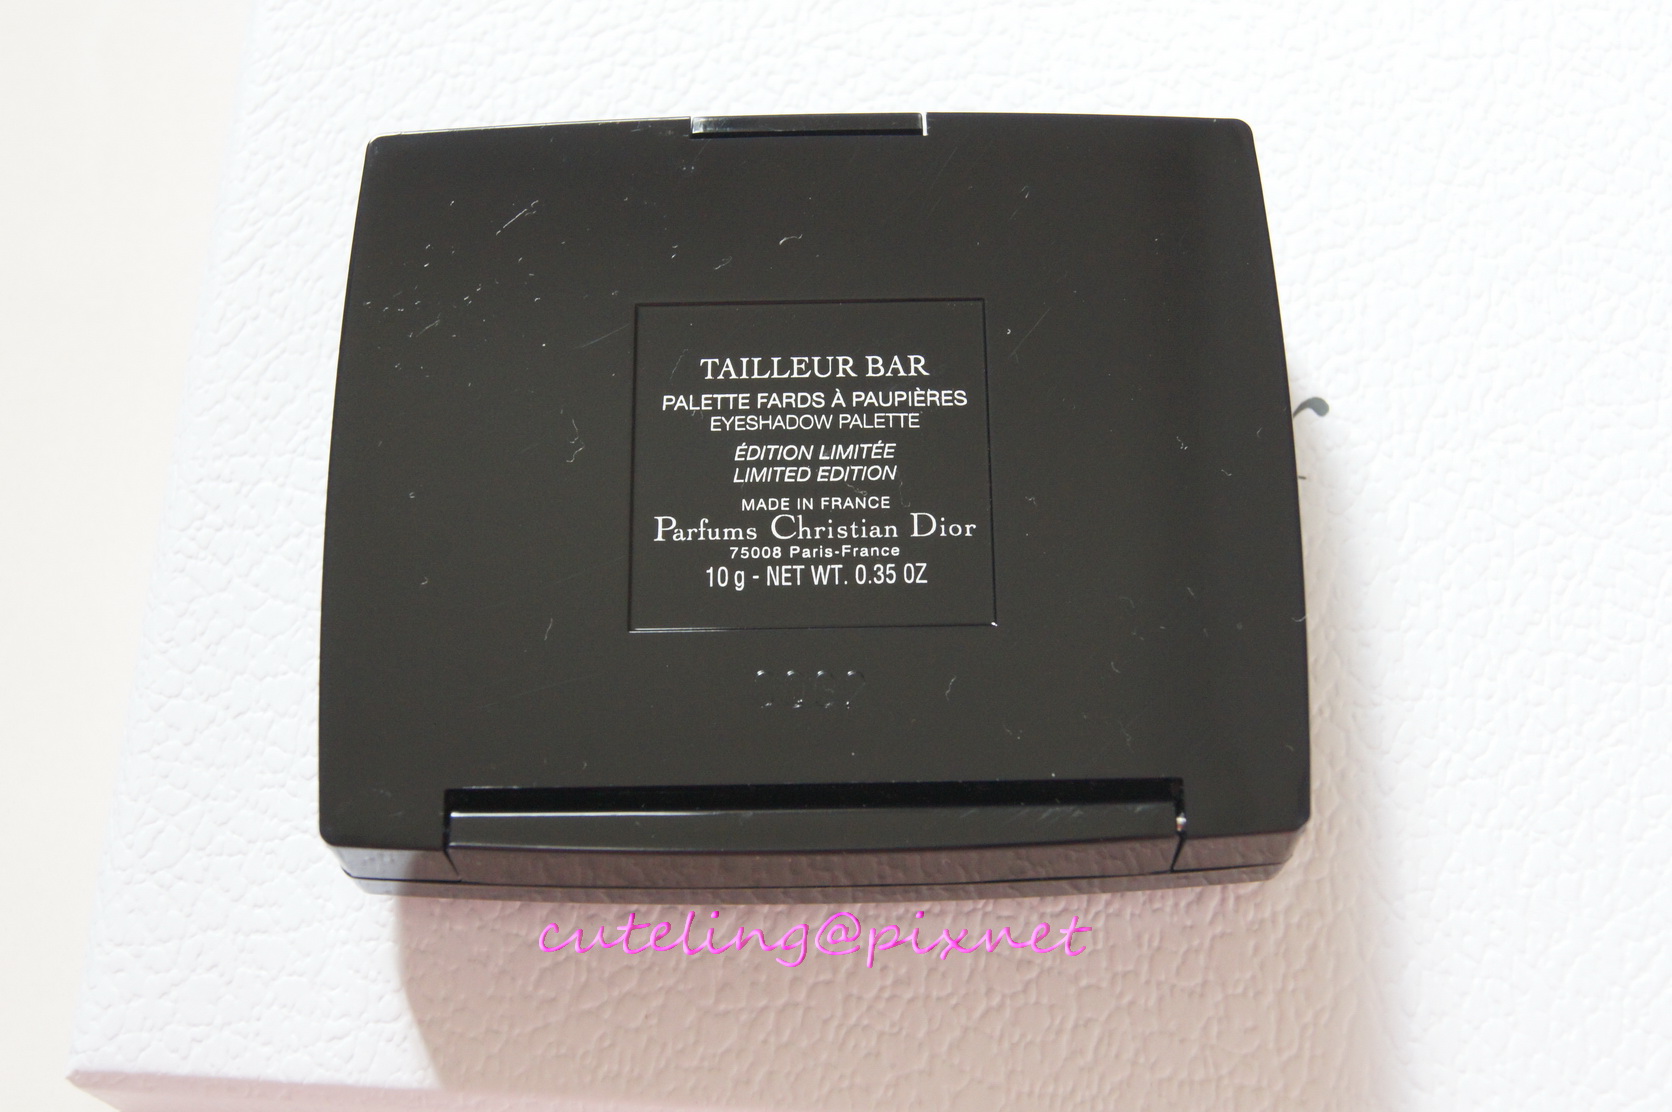 TAILLEUR BAR
PALETTE FARDS À PAUPIÈRES
EYESHADOW PALETTE
ÉDITION LIMITÉE
LIMITED EDITION
MADE IN FRANCE
Parfums Christian Dior
75008 Paris-France
10 g - NET WT. 0.35 OZ
cuteling@pixnet